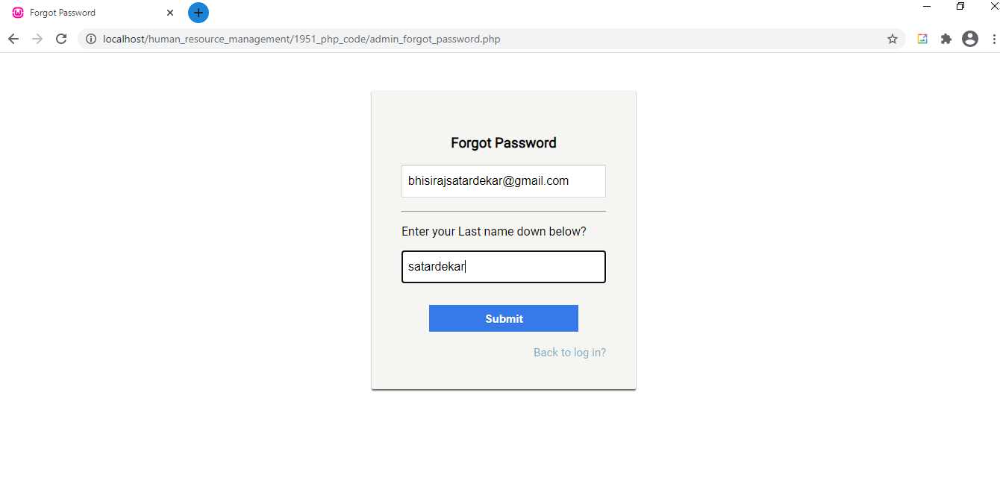 Forgot Password
localhost/human_resource_management/1951_php_code/admin_forgot_password.php
Forgot Password
bhisirajsatardekar@gmail.com
Enter your Last name down below?
satardekar
Submit
Back to log in?